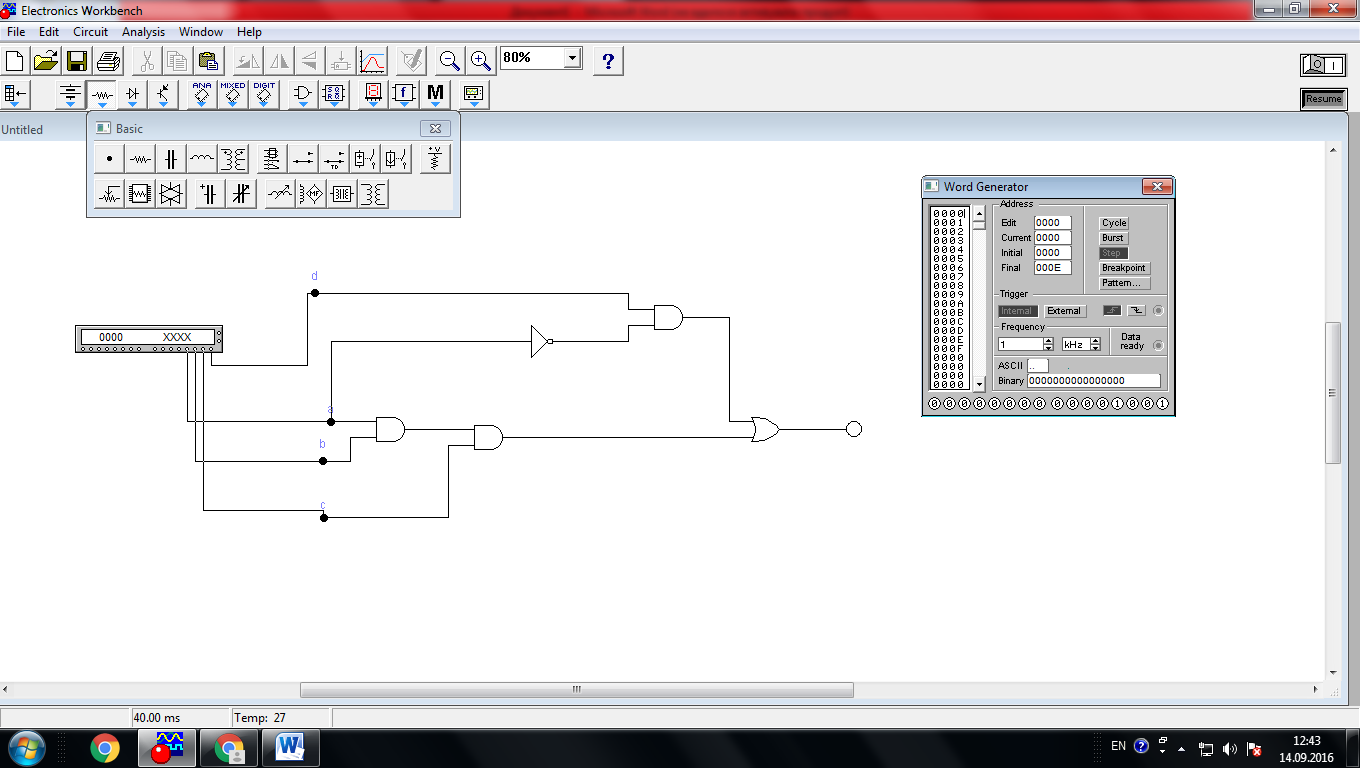 Electronics Workbench
File Edit Circuit Analysis Window Help
80%
?
I
ANA MIXED DIGIT
f M
Resume
Untitled
Basic
+V
TD
Word Generator
Address
0000
0001
0002
0003
0004
0005
0006
0007
0008
0009
000A
000B
000C
000D
000E
000F
0000
0000
0000
0000
Edit 0000 Cycle
Current 0000 Burst
Initial 0000 Step
Final 000E Breakpoint
Pattern...
Trigger
Internal External
Frequency
1 kHz Data ready
ASCII ..
Binary 0000000000000000
0 0 0 0 0 0 0 0 0 0 0 0 1 0 0 1
d
0000 XXXX
a
b
c
40.00 ms Temp: 27
W
EN ? 12:43
14.09.2016